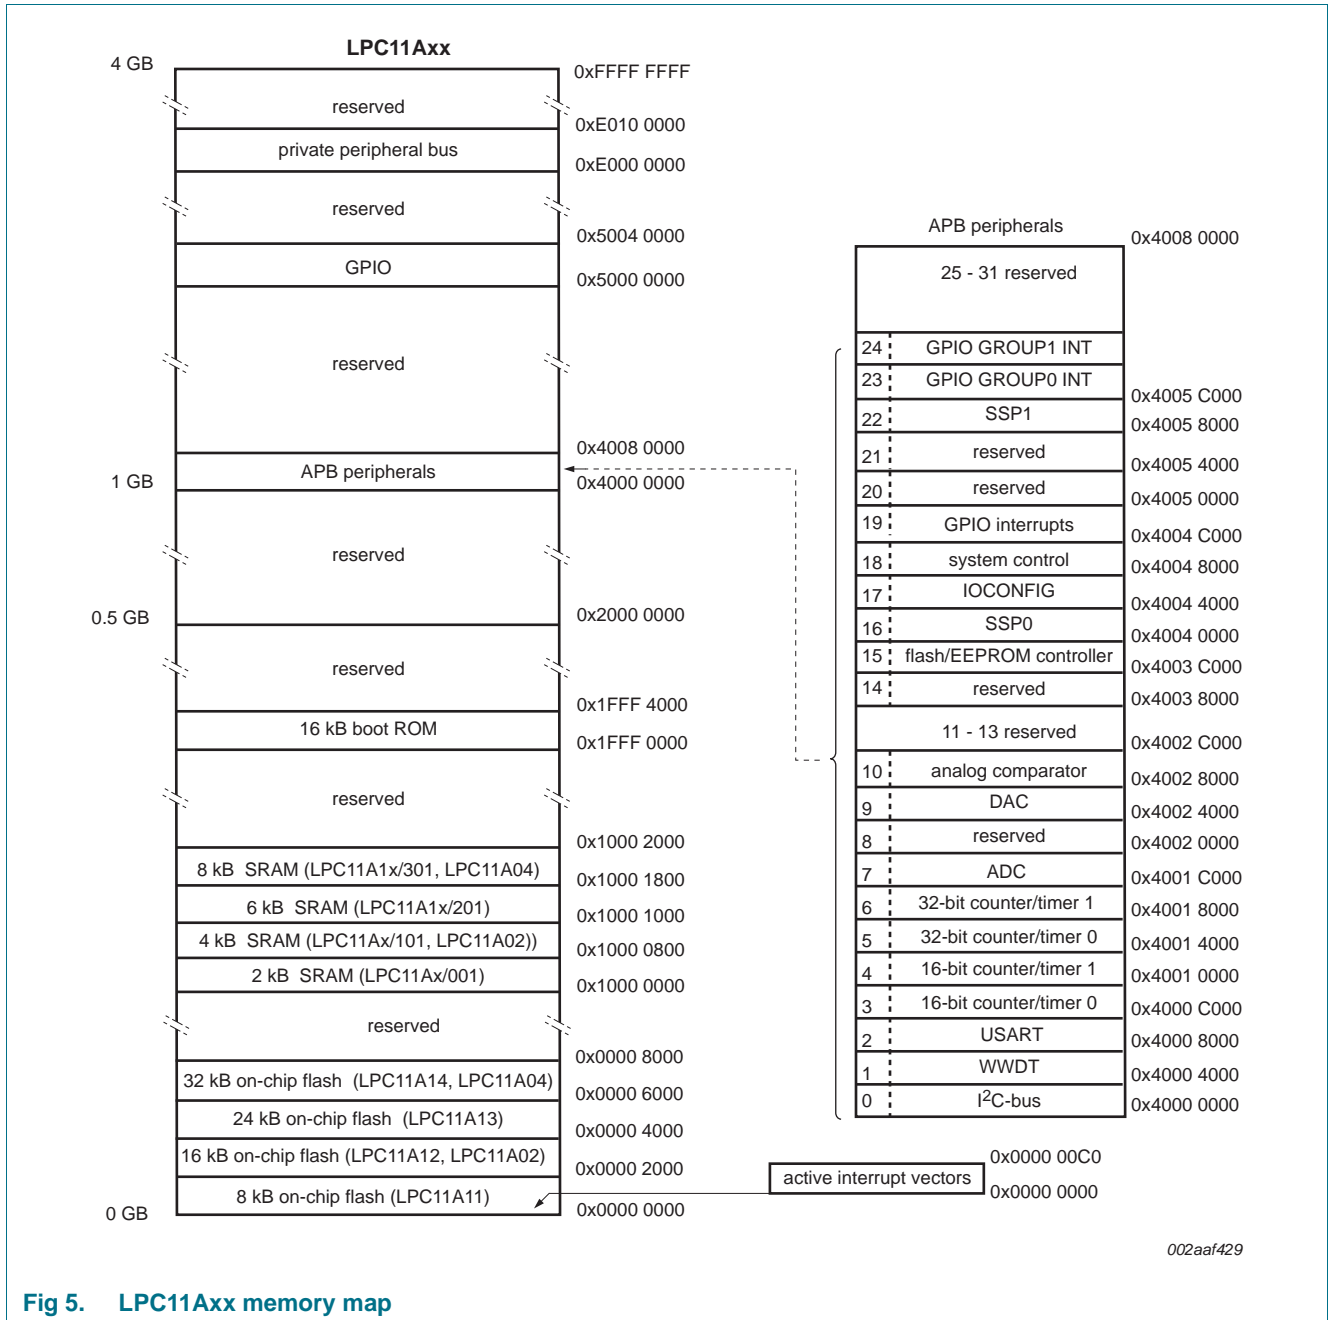 LPC11Axx
4 GB
0xFFFF FFFF
reserved
0xE010 0000
private peripheral bus
0xE000 0000
reserved
0x5004 0000
GPIO
0x5000 0000
reserved
0x4008 0000
APB peripherals
1 GB
0x4000 0000
reserved
0.5 GB
0x2000 0000
reserved
0x1FFF 4000
16 kB boot ROM
0x1FFF 0000
reserved
0x1000 2000
8 kB SRAM (LPC11A1x/301, LPC11A04)
0x1000 1800
6 kB SRAM (LPC11A1x/201)
0x1000 1000
4 kB SRAM (LPC11Ax/101, LPC11A02))
0x1000 0800
2 kB SRAM (LPC11Ax/001)
0x1000 0000
reserved
0x0000 8000
32 kB on-chip flash (LPC11A14, LPC11A04)
0x0000 6000
24 kB on-chip flash (LPC11A13)
0x0000 4000
16 kB on-chip flash (LPC11A12, LPC11A02)
0x0000 2000
8 kB on-chip flash (LPC11A11)
0 GB
0x0000 0000
APB peripherals
0x4008 0000
25 - 31 reserved
24 GPIO GROUP1 INT
23 GPIO GROUP0 INT
0x4005 C000
22 SSP1
0x4005 8000
21 reserved
0x4005 4000
20 reserved
0x4005 0000
19 GPIO interrupts
0x4004 C000
18 system control
0x4004 8000
17 IOCONFIG
0x4004 4000
16 SSP0
0x4004 0000
15 flash/EEPROM controller
0x4003 C000
14 reserved
0x4003 8000
11 - 13 reserved
0x4002 C000
10 analog comparator
0x4002 8000
9 DAC
0x4002 4000
8 reserved
0x4002 0000
7 ADC
0x4001 C000
6 32-bit counter/timer 1
0x4001 8000
5 32-bit counter/timer 0
0x4001 4000
4 16-bit counter/timer 1
0x4001 0000
3 16-bit counter/timer 0
0x4000 C000
2 USART
0x4000 8000
1 WWDT
0x4000 4000
0 I2C-bus
0x4000 0000
0x0000 00C0
active interrupt vectors
0x0000 0000
002aaf429
Fig 5. LPC11Axx memory map